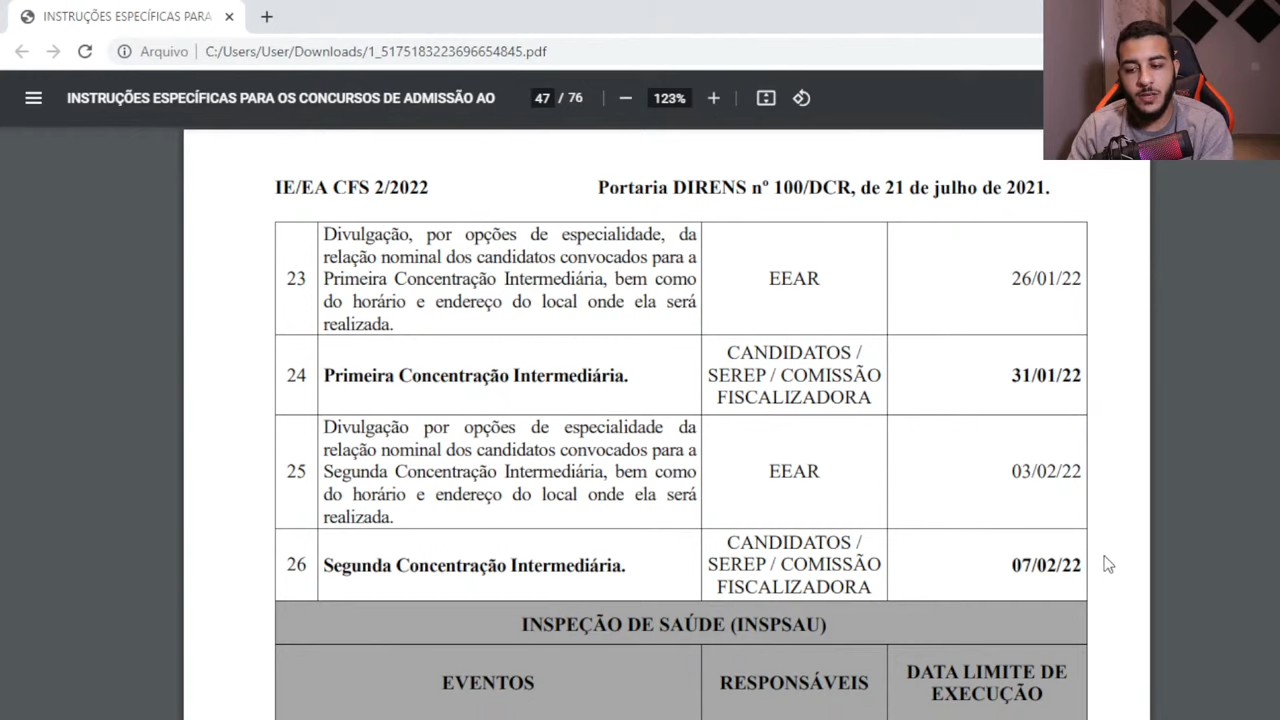 INSTRUÇÕES ESPECÍFICAS PARA
Arquivo
C:/Users/User/Downloads/1_5175183223696654845.pdf
INSTRUÇÕES ESPECÍFICAS PARA OS CONCURSOS DE ADMISSÃO AO
47 / 76
123%
IE/EA CFS 2/2022
Portaria DIRENS nº 100/DCR, de 21 de julho de 2021.
23
Divulgação, por opções de especialidade, da
relação nominal dos candidatos convocados para a
Primeira Concentração Intermediária, bem como
do horário e endereço do local onde ela será
realizada.
EEAR
26/01/22
24
Primeira Concentração Intermediária.
CANDIDATOS /
SEREP / COMISSÃO
FISCALIZADORA
31/01/22
25
Divulgação por opções de especialidade da
relação nominal dos candidatos convocados para a
Segunda Concentração Intermediária, bem como
do horário e endereço do local onde ela será
realizada.
EEAR
03/02/22
26
Segunda Concentração Intermediária.
CANDIDATOS /
SEREP / COMISSÃO
FISCALIZADORA
07/02/22
INSPEÇÃO DE SAÚDE (INSPSAU)
EVENTOS
RESPONSÁVEIS
DATA LIMITE DE
EXECUÇÃO